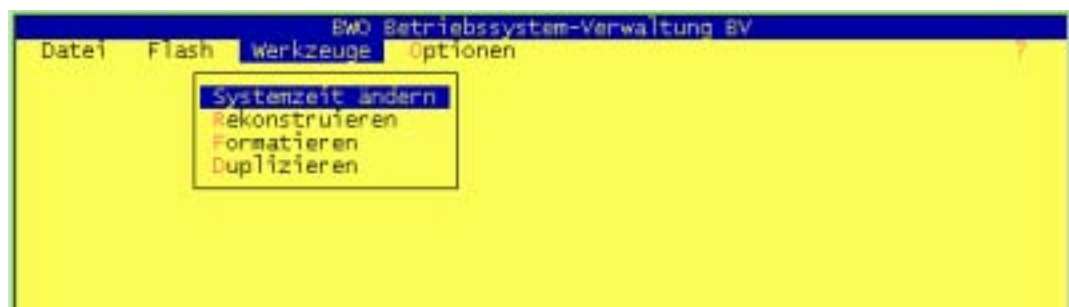 BWO Betriebssystem-Verwaltung BV
Datei Flash Werkzeuge Optionen ?
Systemzeit ändern
Rekonstruieren
Formatieren
Duplizieren